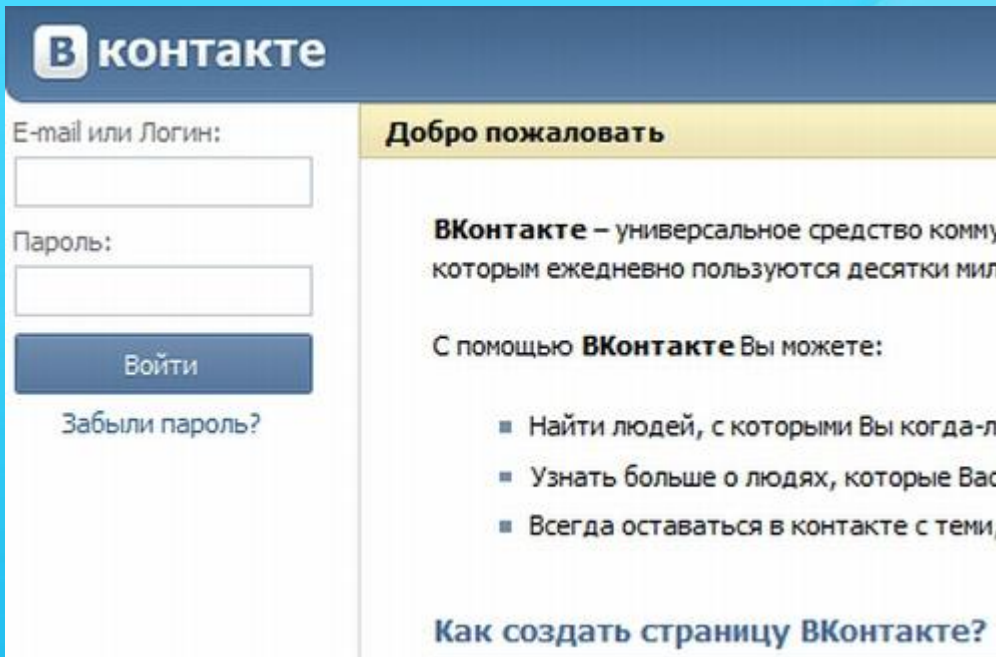 В контакте
E-mail или Логин:
Пароль:
Войти
Забыли пароль?
Добро пожаловать
ВКонтакте – универсальное средство комму
которым ежедневно пользуются десятки мил
С помощью ВКонтакте Вы можете:
Найти людей, с которыми Вы когда-л
Узнать больше о людях, которые Вас
Всегда оставаться в контакте с теми,
Как создать страницу ВКонтакте?